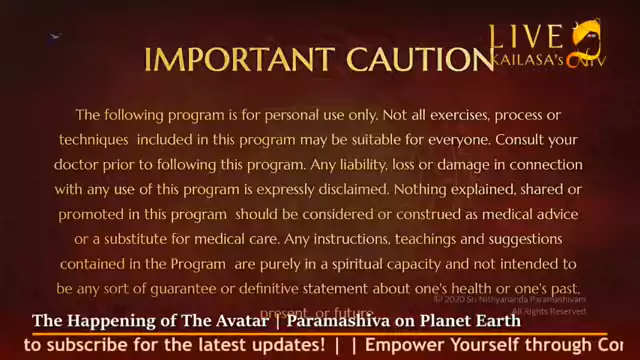 LIVE
IMPORTANT CAUTION
KAILASA's
The following program is for personal use only. Not all exercises, process or
techniques included in this program may be suitable for everyone. Consult your
doctor prior to following this program. Any liability, loss or damage in connection
with any use of this program is expressly disclaimed. Nothing explained, shared or
promoted in this program should be considered or construed as medical advice
or a substitute for medical care. Any instructions, teachings and suggestions
contained in the Program are purely in a spiritual capacity and not intended to
be any sort of guarantee or definitive statement about one's health or one's past,
present, or future
© 2020 Sri Nithyananda Paramashivam
All Rights Reserved
The Happening of The Avatar | Paramashiva on Planet Earth
to subscribe for the latest updates! | | Empower Yourself through Cor